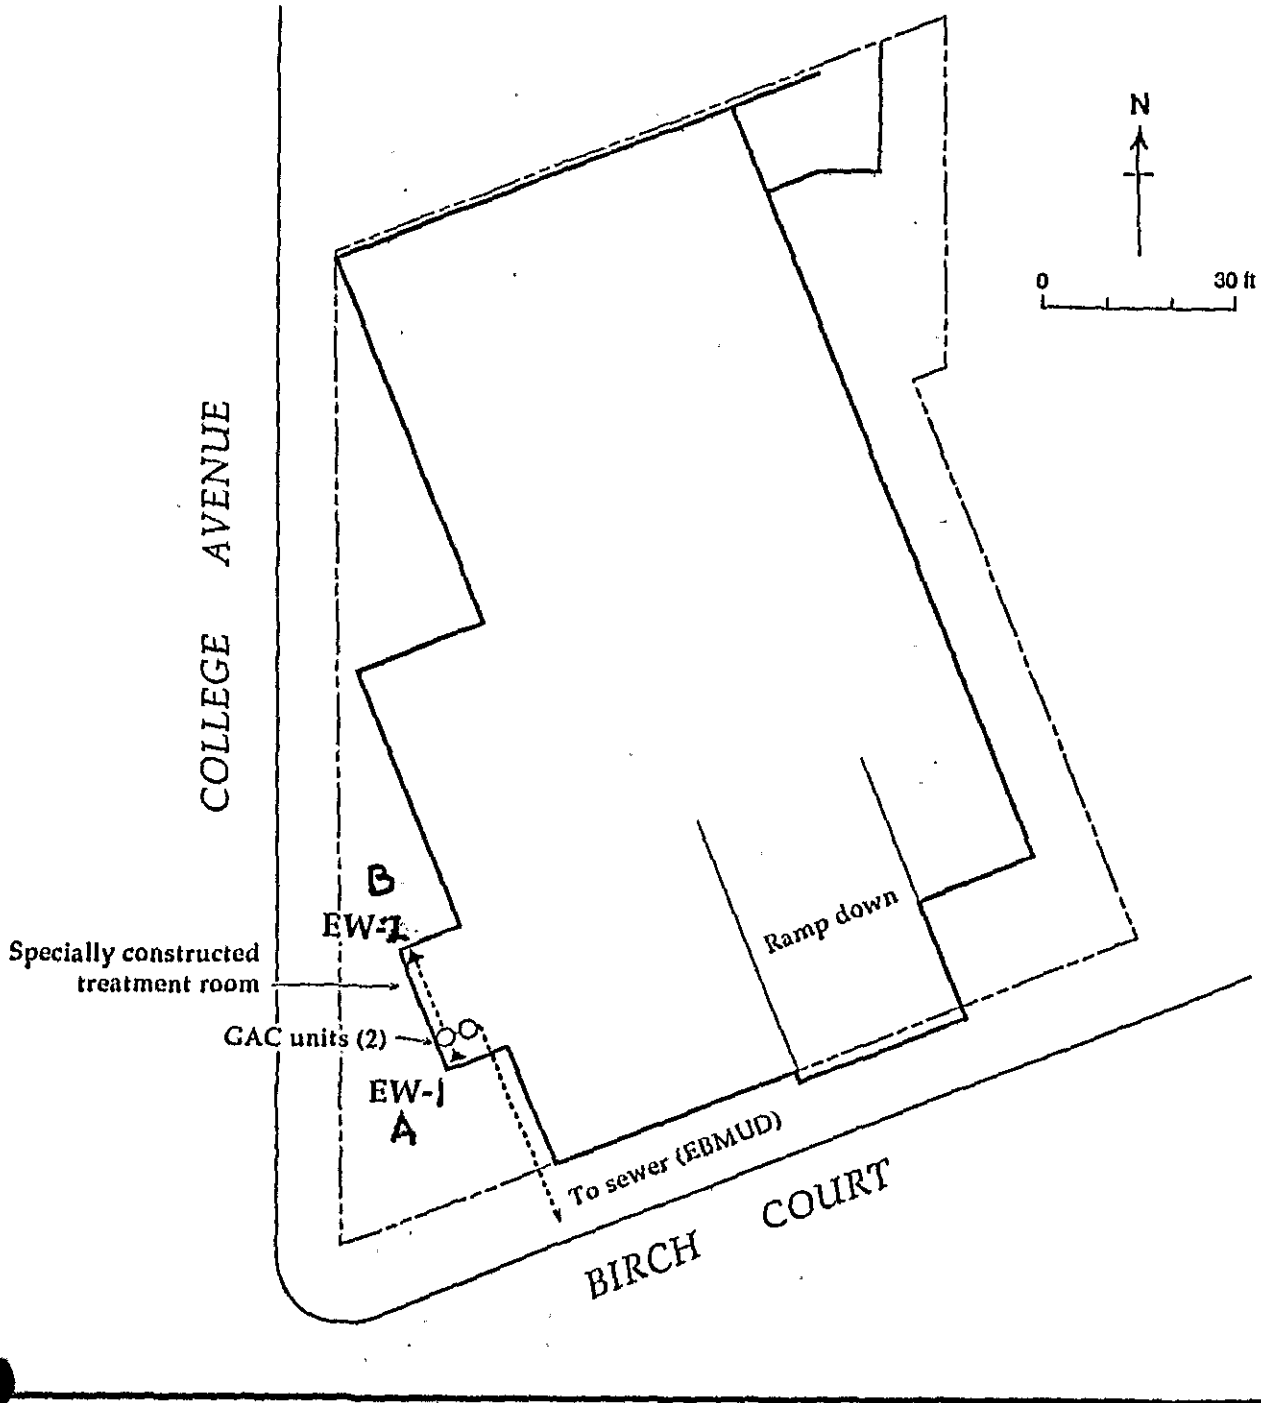 N
0 30 ft
COLLEGE AVENUE
B
EW-2
Specially constructed
treatment room
GAC units (2)
EW-1
A
Ramp down
To sewer (EBMUD)
BIRCH COURT